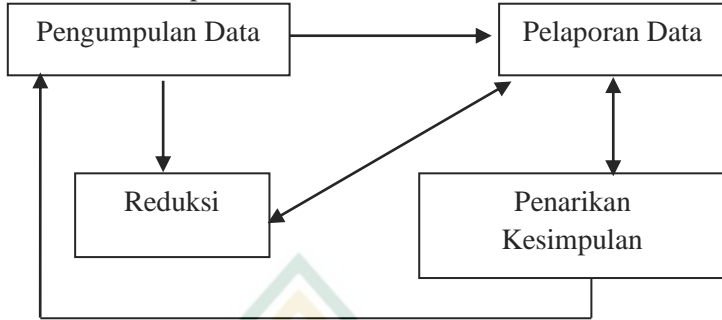 Pengumpulan Data
Pelaporan Data
Reduksi
Penarikan
Kesimpulan